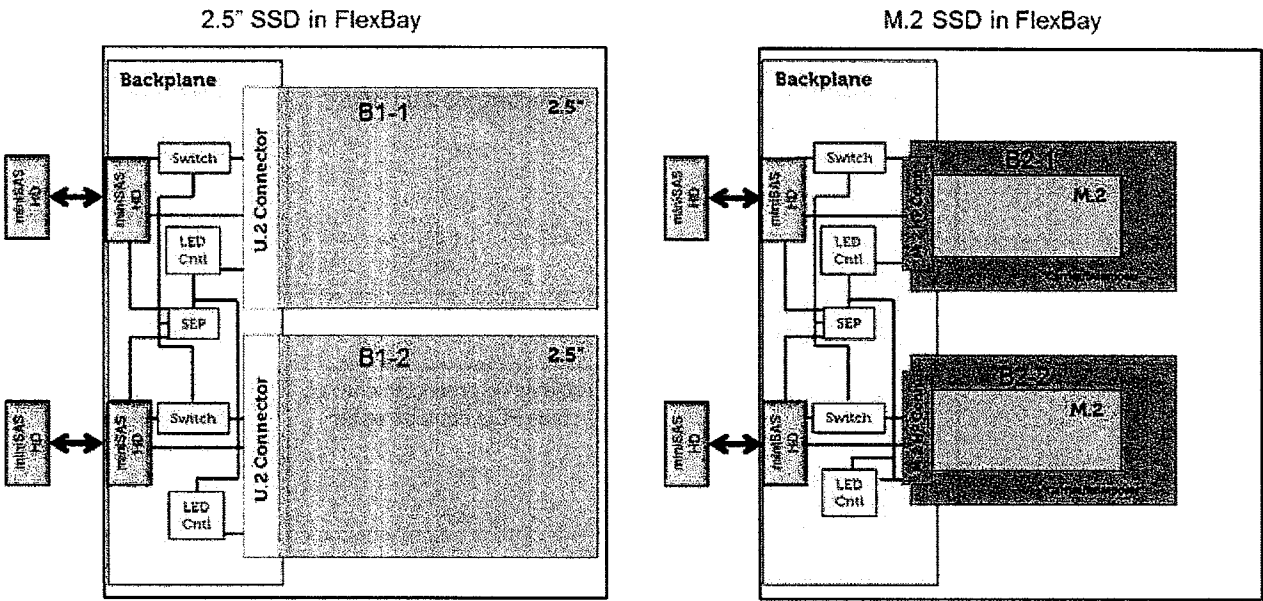 2.5" SSD in FlexBay
Backplane
B1-1
2.5"
U.2 Connector
Switch
miniSAS
HD
miniSAS
HD
LED
Cntl
SEP
B1-2
2.5"
U.2 Connector
Switch
miniSAS
HD
miniSAS
HD
LED
Cntl
M.2 SSD in FlexBay
Backplane
B2-1
M.2
Switch
miniSAS
HD
miniSAS
HD
LED
Cntl
SEP
B2-2
M.2
Switch
miniSAS
HD
miniSAS
HD
LED
Cntl